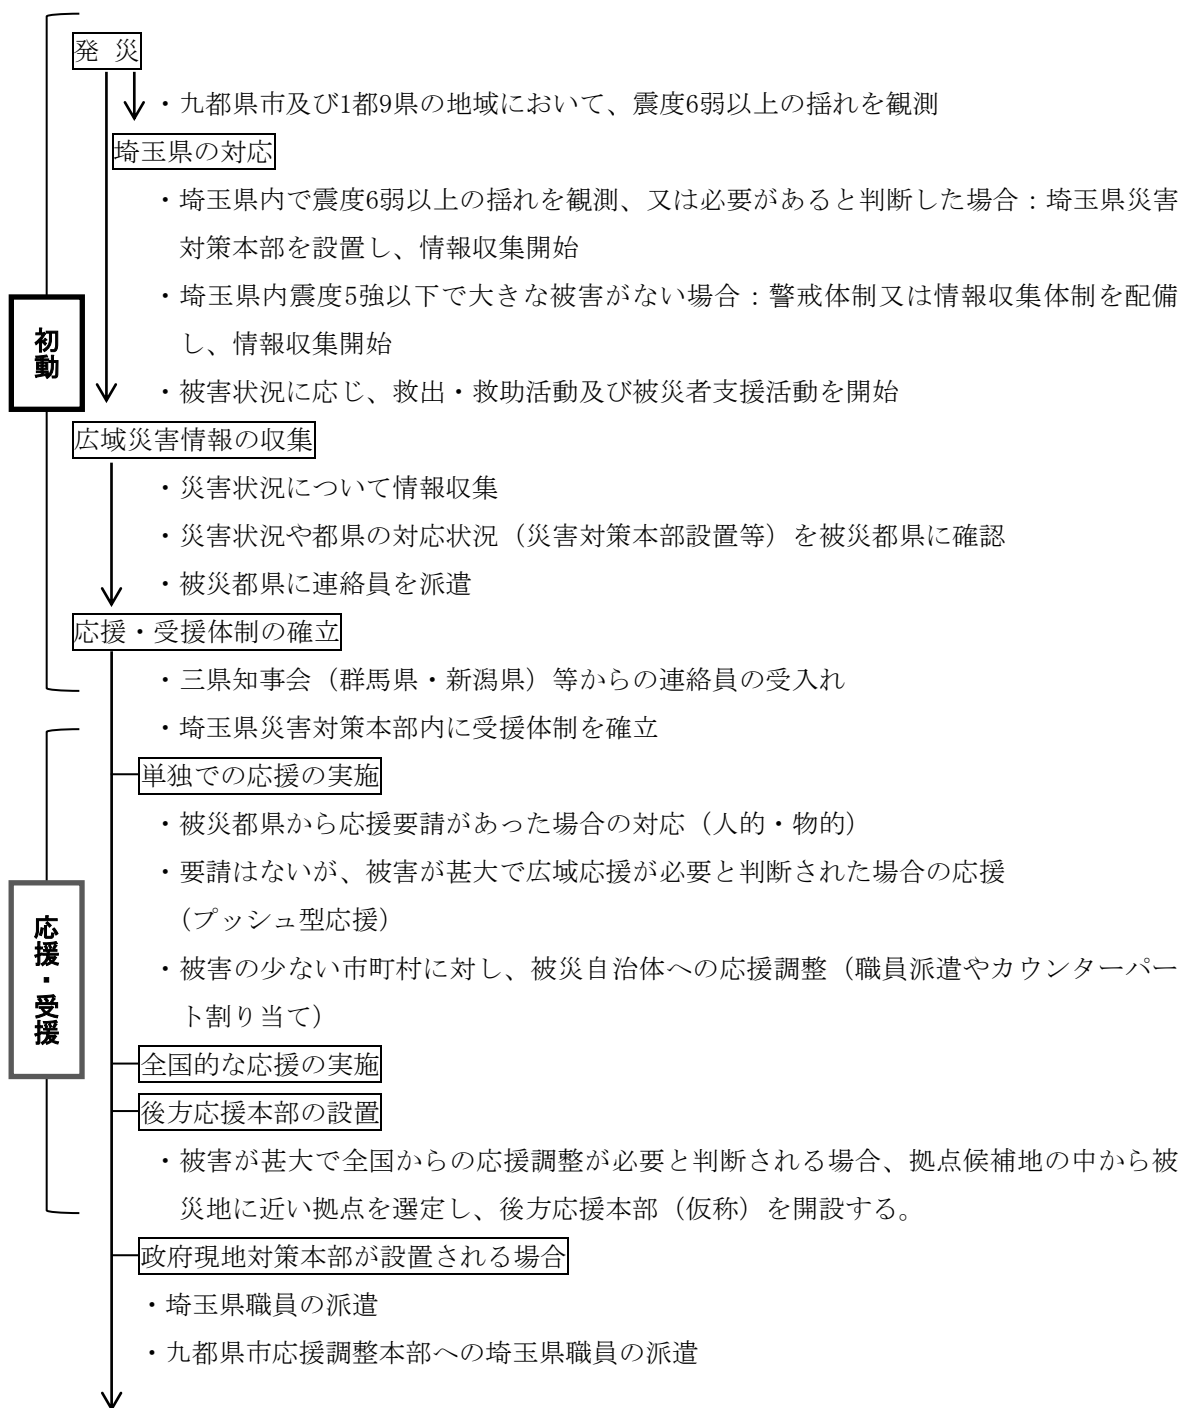 発 災
・九都県市及び1都9県の地域において、震度6弱以上の揺れを観測
埼玉県の対応
・埼玉県内で震度6弱以上の揺れを観測、又は必要があると判断した場合：埼玉県災害
対策本部を設置し、情報収集開始
・埼玉県内震度5強以下で大きな被害がない場合：警戒体制又は情報収集体制を配備
し、情報収集開始
・被害状況に応じ、救出・救助活動及び被災者支援活動を開始
初動
広域災害情報の収集
・災害状況について情報収集
・災害状況や都県の対応状況（災害対策本部設置等）を被災都県に確認
・被災都県に連絡員を派遣
応援・受援体制の確立
・三県知事会（群馬県・新潟県）等からの連絡員の受入れ
・埼玉県災害対策本部内に受援体制を確立
単独での応援の実施
・被災都県から応援要請があった場合の対応（人的・物的）
・要請はないが、被害が甚大で広域応援が必要と判断された場合の応援
（プッシュ型応援）
・被害の少ない市町村に対し、被災自治体への応援調整（職員派遣やカウンターパー
ト割り当て）
応援・受援
全国的な応援の実施
後方応援本部の設置
・被害が甚大で全国からの応援調整が必要と判断される場合、拠点候補地の中から被
災地に近い拠点を選定し、後方応援本部（仮称）を開設する。
政府現地対策本部が設置される場合
・埼玉県職員の派遣
・九都県市応援調整本部への埼玉県職員の派遣